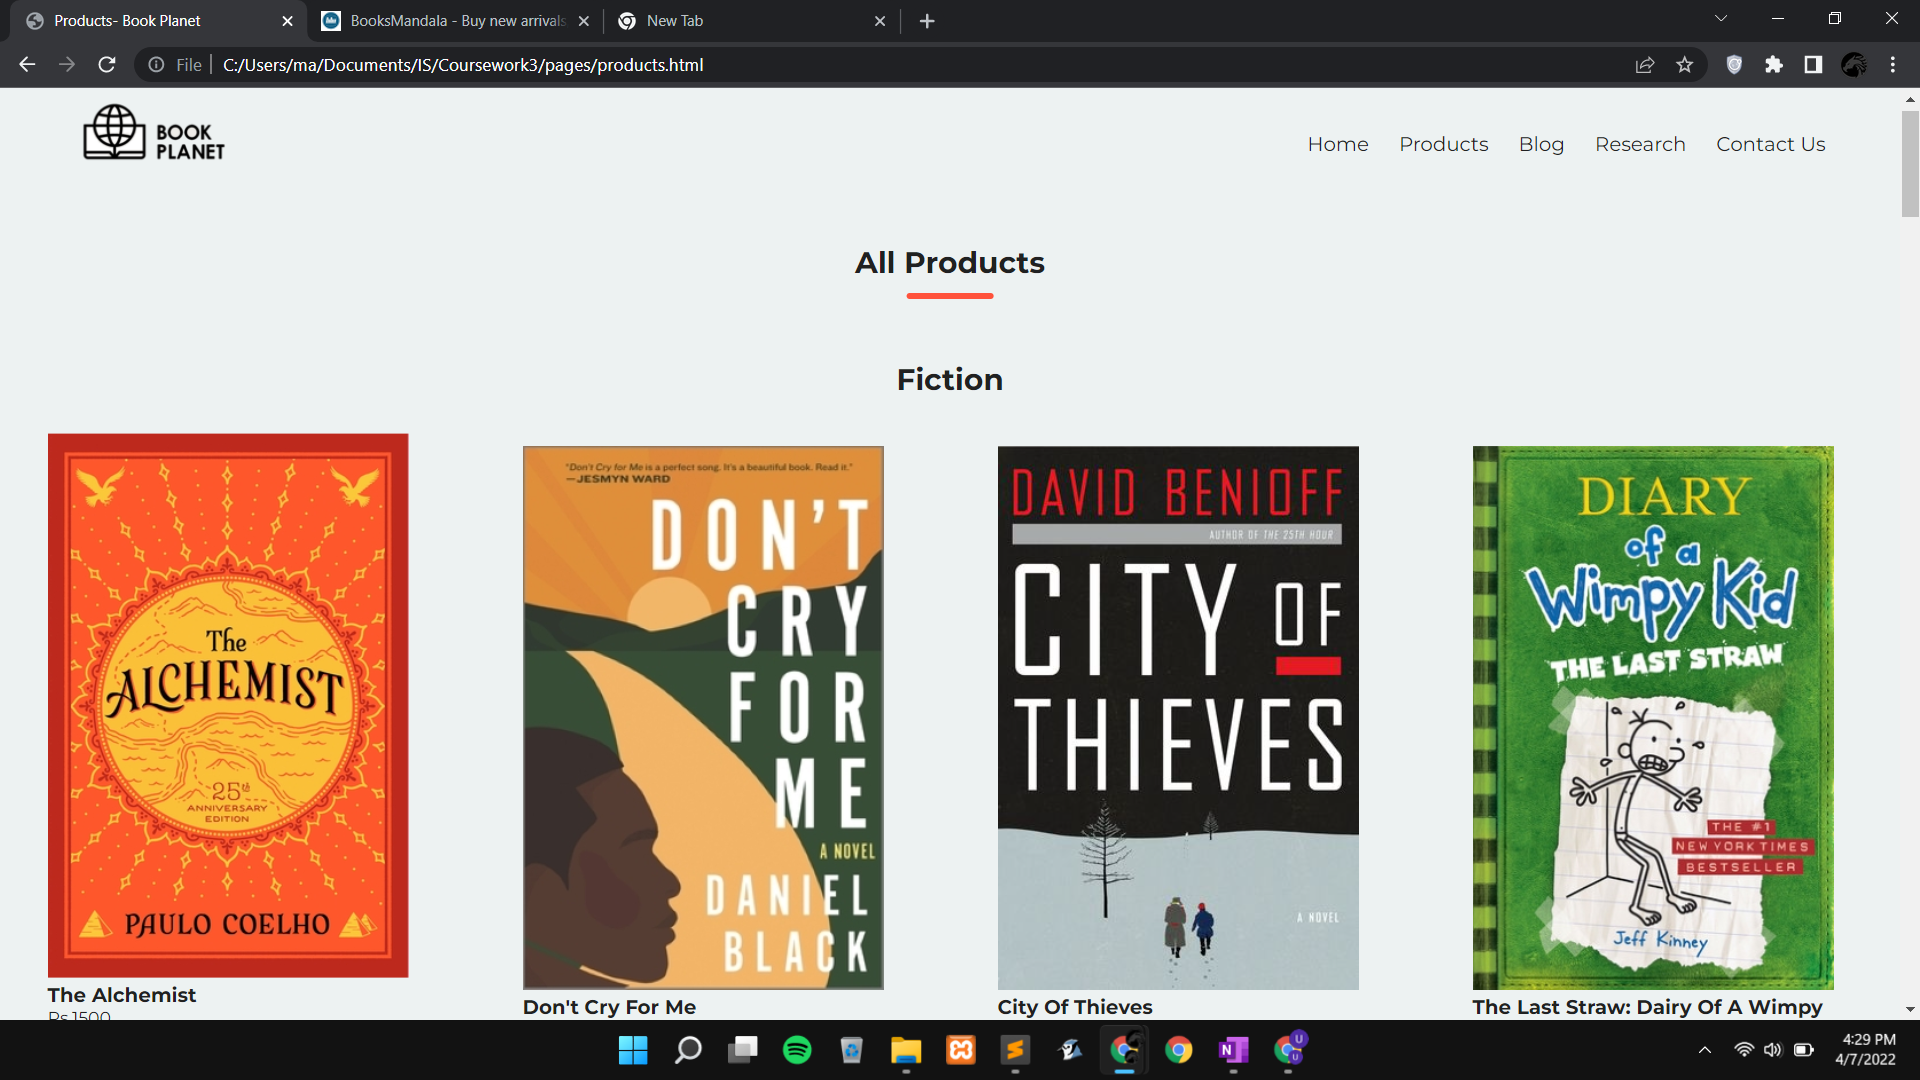 Products- Book Planet
BooksMandala - Buy new arrivals
New Tab
File
C:/Users/ma/Documents/IS/Coursework3/pages/products.html
BOOK
PLANET
Home
Products
Blog
Research
Contact Us
All Products
Fiction
The
ALCHEMIST
25th
ANNIVERSARY
EDITION
PAULO COELHO
The Alchemist
Rs.1500
"Don't Cry for Me is a perfect song. It's a beautiful book. Read it."
—JESMYN WARD
DON'T
CRY
FOR
ME
A NOVEL
DANIEL
BLACK
Don't Cry For Me
DAVID BENIOFF
AUTHOR OF THE 25TH HOUR
CITY OF
THIEVES
A NOVEL
City Of Thieves
DIARY
of a
Wimpy Kid
THE LAST STRAW
THE #1
NEW YORK TIMES
BESTSELLER
Jeff Kinney
The Last Straw: Dairy Of A Wimpy
4:29 PM
4/7/2022